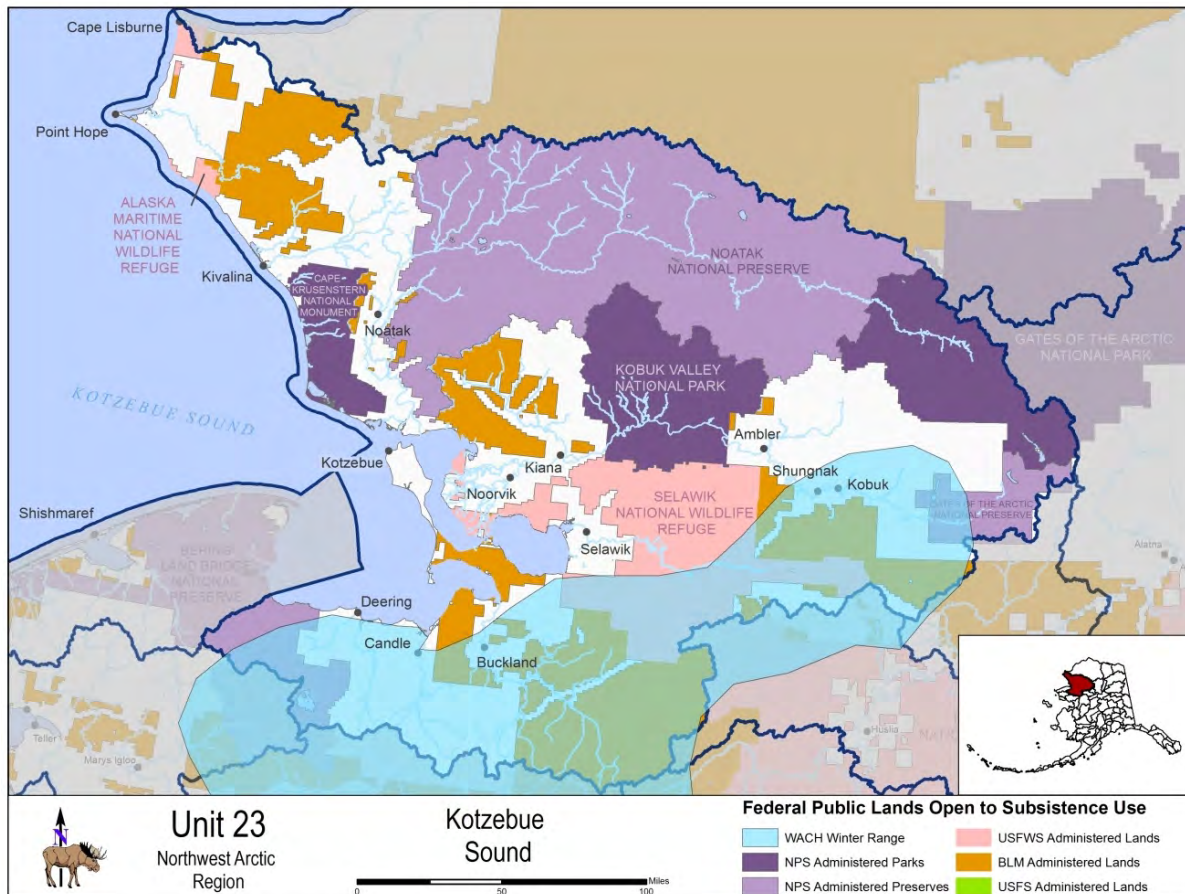 Cape Lisburne
Point Hope
ALASKA
MARITIME
NATIONAL
WILDLIFE
REFUGE
Kivalina
CAPE
KRUSENSTERN
NATIONAL
MONUMENT
Noatak
NOATAK
NATIONAL PRESERVE
GATES OF THE ARCTIC
NATIONAL PARK
KOBUK VALLEY
NATIONAL PARK
KOTZEBUE SOUND
Kotzebue
Kiana
Noorvik
Ambler
Shungnak
Kobuk
SELAWIK
NATIONAL WILDLIFE
REFUGE
GATES OF THE ARCTIC
NATIONAL PRESERVE
Selawik
Shishmaref
BERING
LAND BRIDGE
NATIONAL
PRESERVE
Alatna
Deering
Candle
Buckland
Teller
Marys Igloo
Huslia
N
Unit 23
Northwest Arctic
Region
Kotzebue
Sound
Miles
0 50 100
Federal Public Lands Open to Subsistence Use
WACH Winter Range
NPS Administered Parks
NPS Administered Preserves
USFWS Administered Lands
BLM Administered Lands
USFS Administered Lands